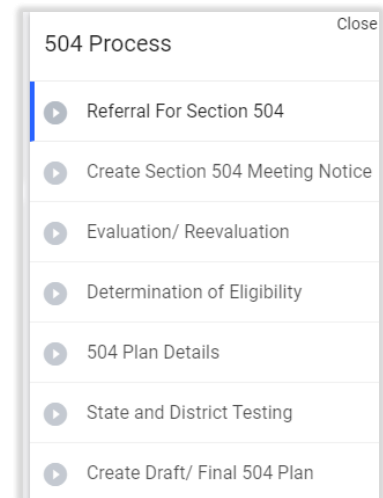 Close
504 Process
Referral For Section 504
Create Section 504 Meeting Notice
Evaluation/ Reevaluation
Determination of Eligibility
504 Plan Details
State and District Testing
Create Draft/ Final 504 Plan